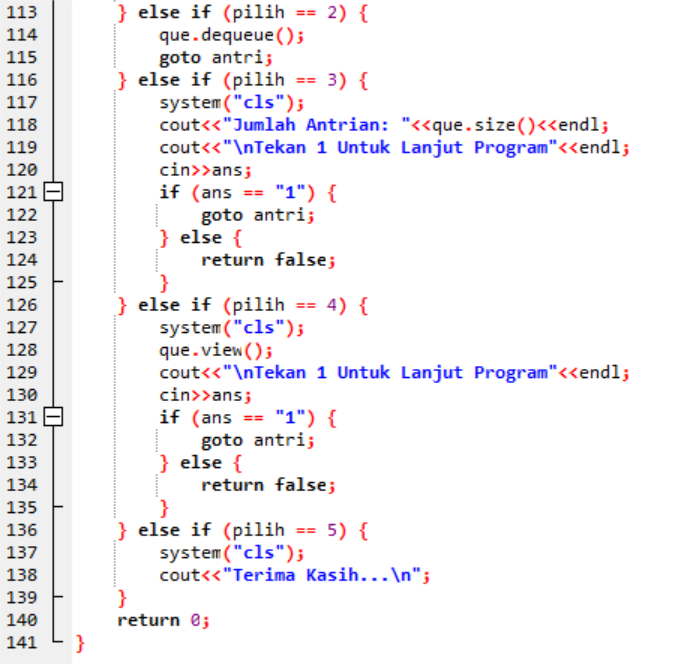 113 } else if (pilih == 2) {
114 que.dequeue();
115 goto antri;
116 } else if (pilih == 3) {
117 system("cls");
118 cout<<"Jumlah Antrian: "<<que.size()<<endl;
119 cout<<"\nTekan 1 Untuk Lanjut Program"<<endl;
120 cin>>ans;
121 if (ans == "1") {
122 goto antri;
123 } else {
124 return false;
125 }
126 } else if (pilih == 4) {
127 system("cls");
128 que.view();
129 cout<<"\nTekan 1 Untuk Lanjut Program"<<endl;
130 cin>>ans;
131 if (ans == "1") {
132 goto antri;
133 } else {
134 return false;
135 }
136 } else if (pilih == 5) {
137 system("cls");
138 cout<<"Terima Kasih...\n";
139 }
140 return 0;
141 }